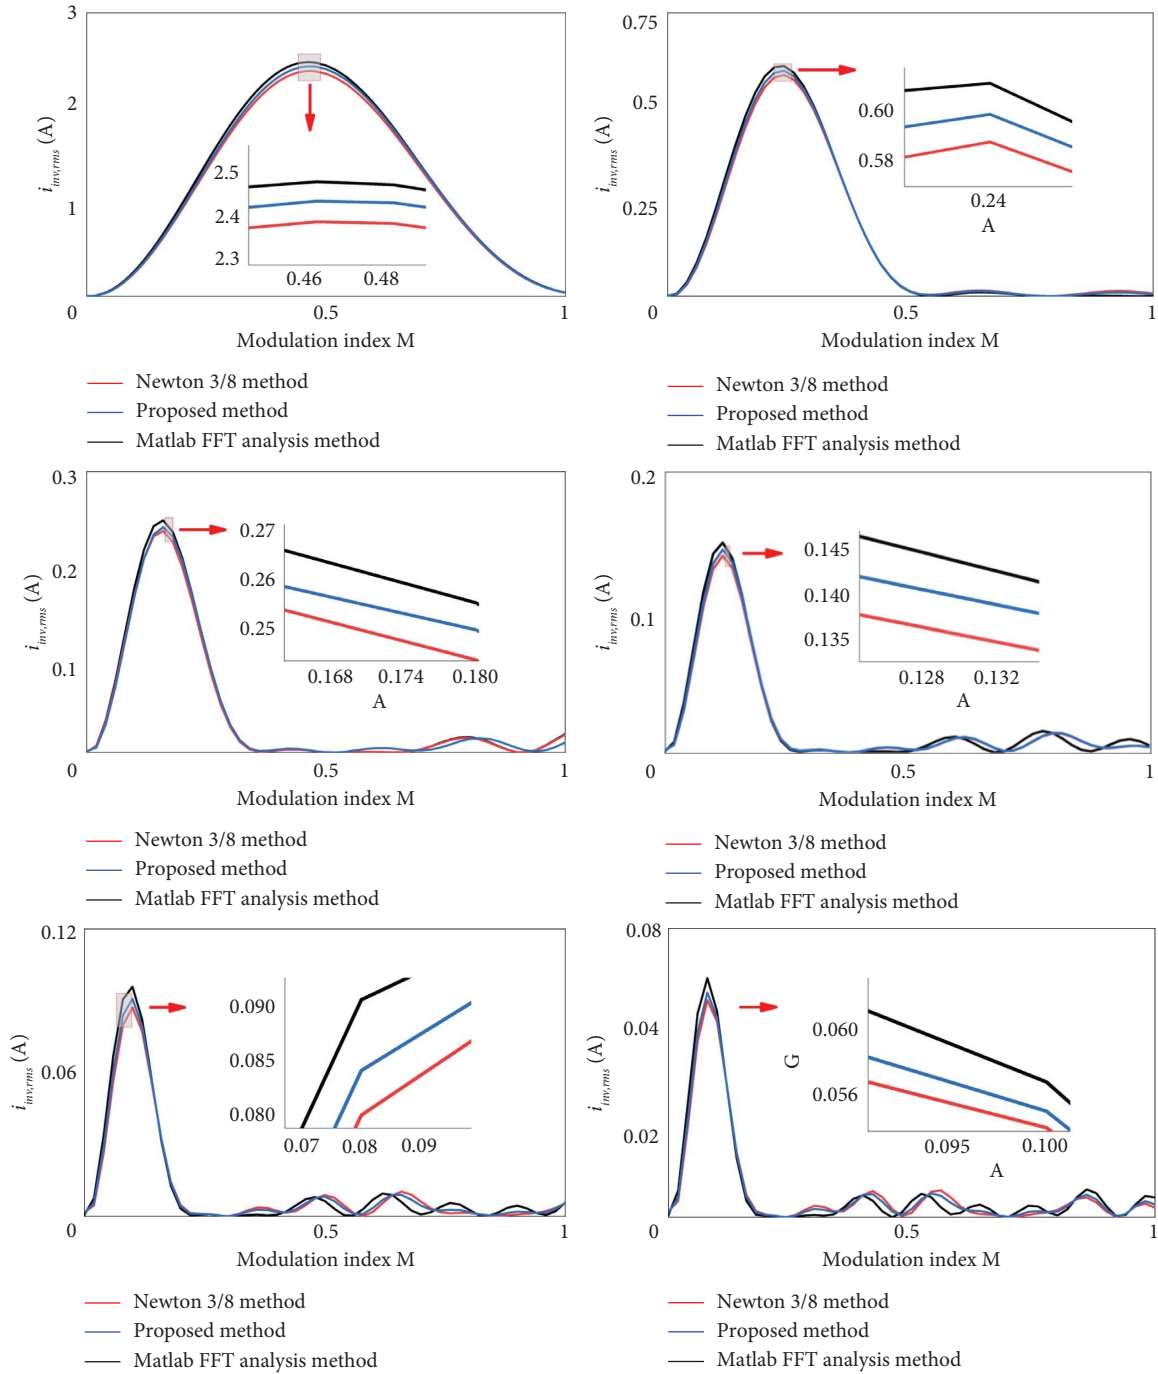 3
2
1
0
i inv,rms (A)
2.5
2.4
2.3
0.46 0.48
0.5
1
Modulation index M
Newton 3/8 method
Proposed method
Matlab FFT analysis method
0.75
0.5
0.25
0
i inv,rms (A)
0.60
0.58
0.24
A
0.5
1
Modulation index M
Newton 3/8 method
Proposed method
Matlab FFT analysis method
0.3
0.2
0.1
0
i inv,rms (A)
0.27
0.26
0.25
0.168 0.174 0.180
A
0.5
1
Modulation index M
Newton 3/8 method
Proposed method
Matlab FFT analysis method
0.2
0.1
0
i inv,rms (A)
0.145
0.140
0.135
0.128 0.132
A
0.5
1
Modulation index M
Newton 3/8 method
Proposed method
Matlab FFT analysis method
0.12
0.06
0
i inv,rms (A)
0.090
0.085
0.080
0.07 0.08 0.09
0.5
1
Modulation index M
Newton 3/8 method
Proposed method
Matlab FFT analysis method
0.08
0.04
0.02
0
i inv,rms (A)
G
0.060
0.056
0.095 0.100
A
0.5
1
Modulation index M
Newton 3/8 method
Proposed method
Matlab FFT analysis method